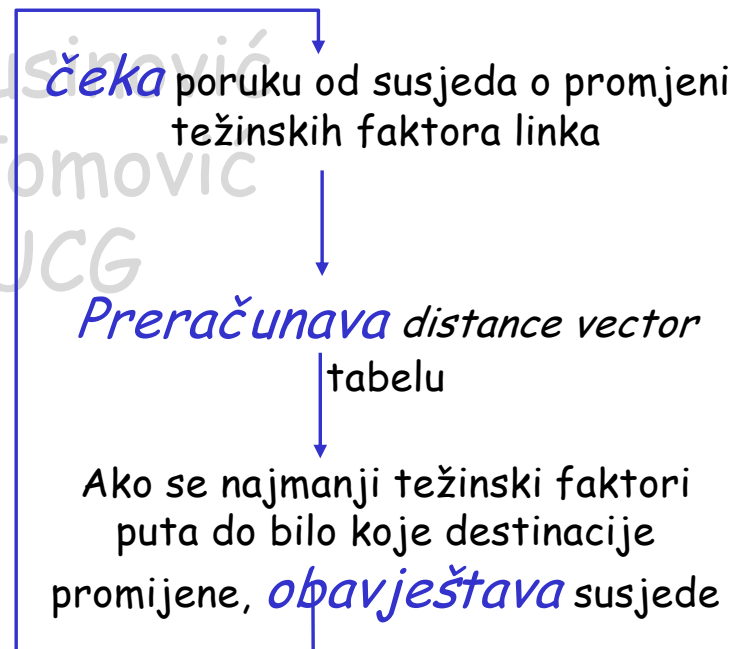 čeka poruku od susjeda o promjeni
težinskih faktora linka
Preračunava distance vector
tabelu
Ako se najmanji težinski faktori
puta do bilo koje destinacije
promijene, obavještava susjede